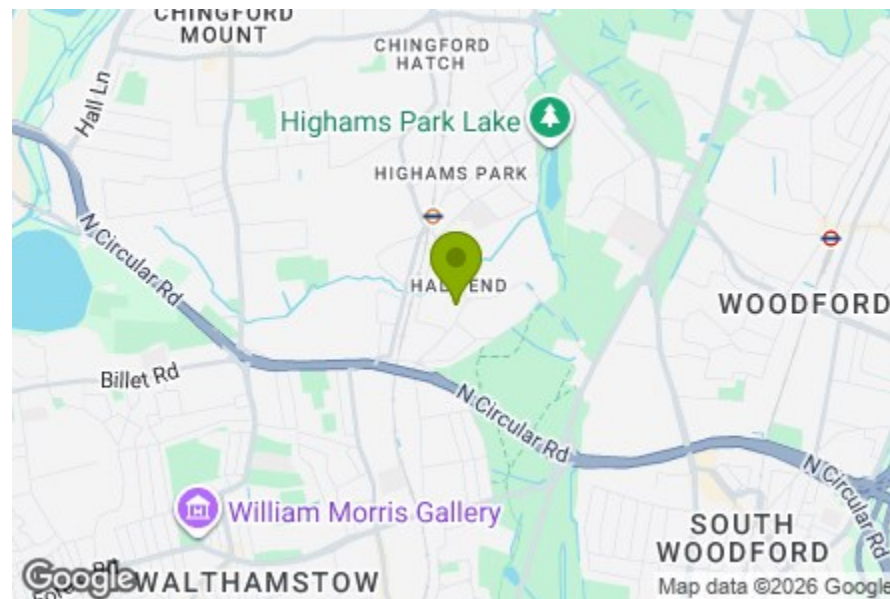 CHINGFORD
MOUNT
CHINGFORD
HATCH
Hall Ln
Highams Park Lake
HIGHAMS PARK
N Circular Rd
WOODFORD
Billet Rd
N Circular Rd
N Circular Rd
William Morris Gallery
SOUTH
WOODFORD
Google
WALTHAMSTOW
Map data ©2026 Google